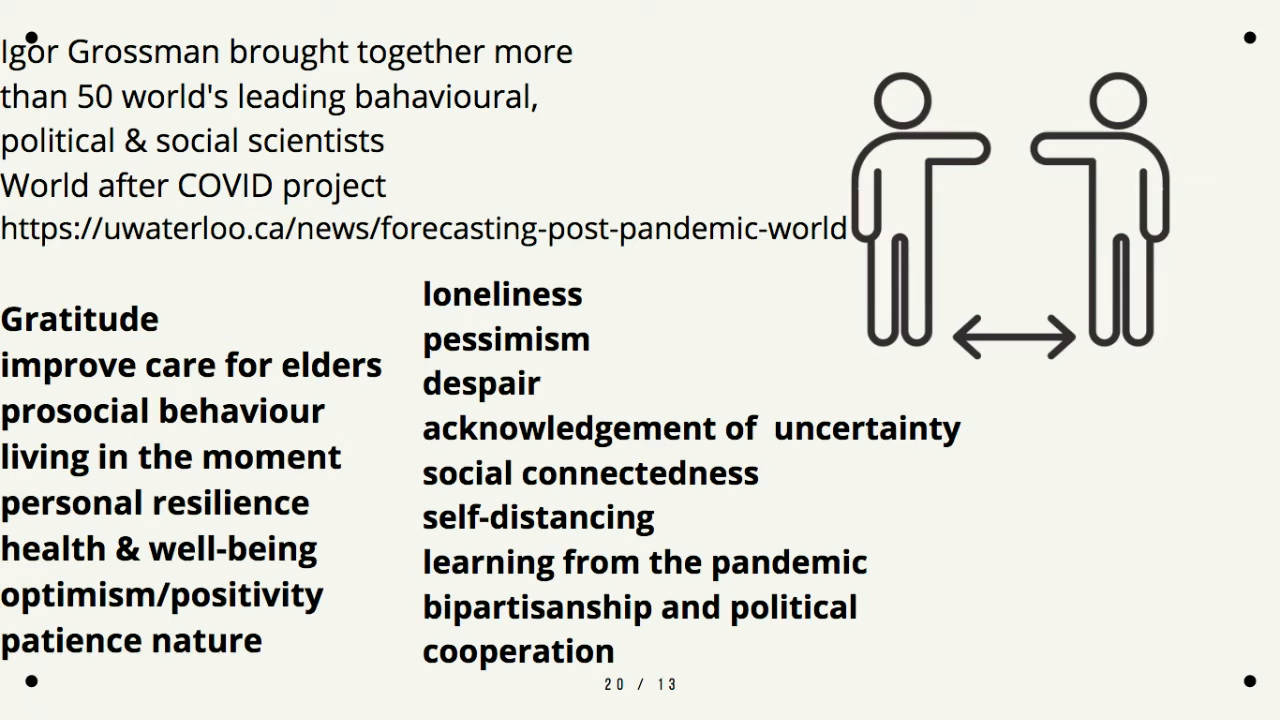 Igor Grossman brought together more
than 50 world's leading bahavioural,
political & social scientists
World after COVID project
https://uwaterloo.ca/news/forecasting-post-pandemic-world
Gratitude
improve care for elders
prosocial behaviour
living in the moment
personal resilience
health & well-being
optimism/positivity
patience nature
loneliness
pessimism
despair
acknowledgement of  uncertainty
social connectedness
self-distancing
learning from the pandemic
bipartisanship and political
cooperation
20 / 13